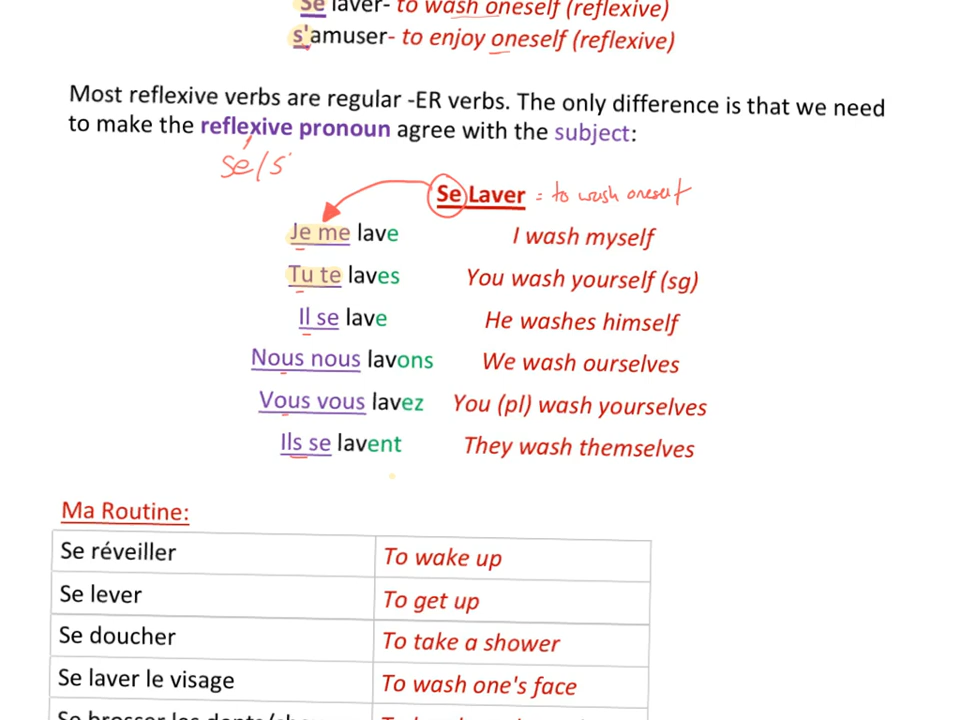 Se laver- to wash oneself (reflexive)
s'amuser- to enjoy oneself (reflexive)
Most reflexive verbs are regular -ER verbs. The only difference is that we need
to make the reflexive pronoun agree with the subject:
se/s'
Se Laver = to wash oneself
Je me lave I wash myself
Tu te laves You wash yourself (sg)
Il se lave He washes himself
Nous nous lavons We wash ourselves
Vous vous lavez You (pl) wash yourselves
Ils se lavent They wash themselves
Ma Routine:
Se réveiller To wake up
Se lever To get up
Se doucher To take a shower
Se laver le visage To wash one's face